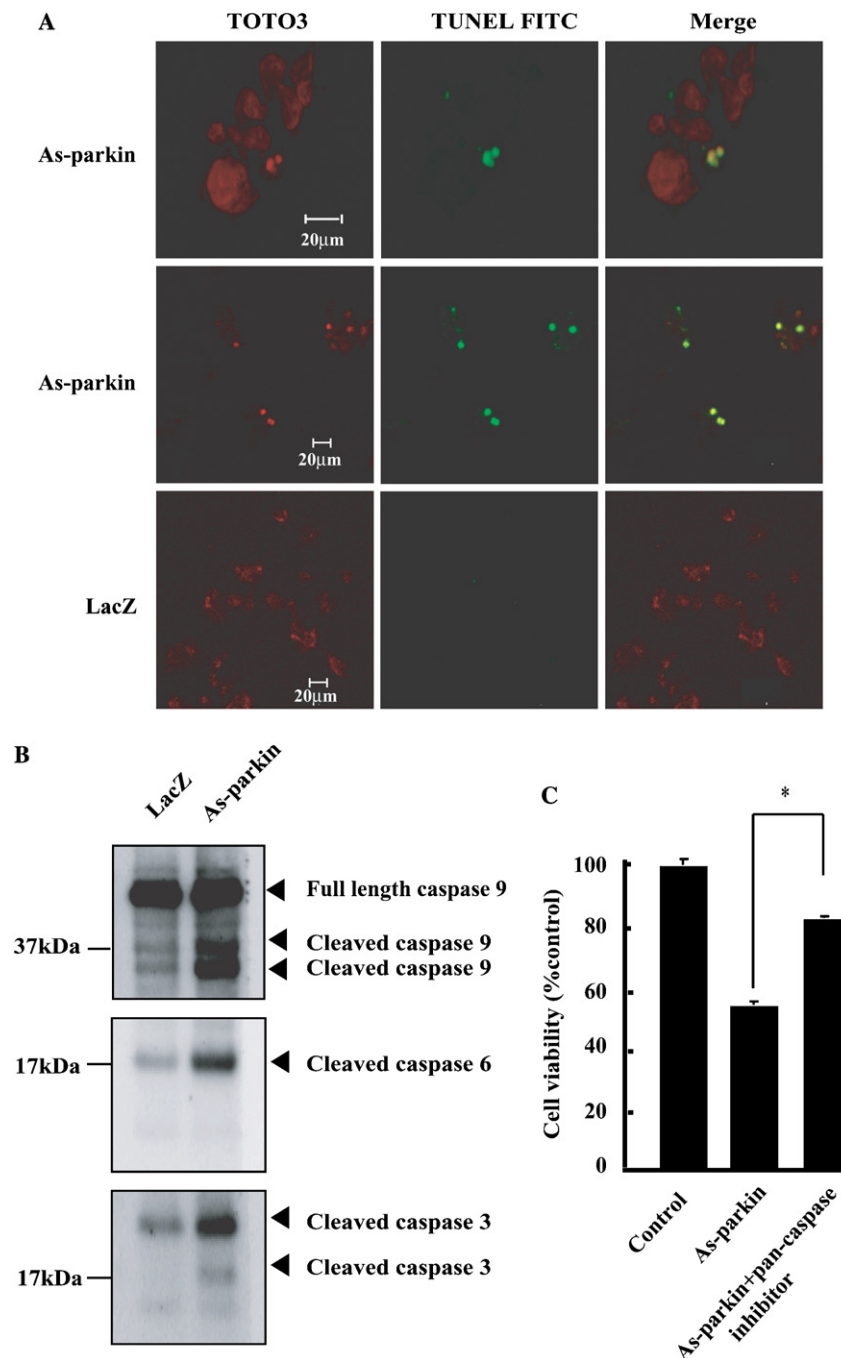 A
TOTO3 TUNEL FITC Merge
As-parkin
20μm
As-parkin
20μm
LacZ
20μm
B
LacZ As-parkin
Full length caspase 9
37kDa
Cleaved caspase 9
Cleaved caspase 9
17kDa
Cleaved caspase 6
Cleaved caspase 3
Cleaved caspase 3
17kDa
C
*
Cell viability (%control)
100
80
60
40
20
0
Control
As-parkin
As-parkin+pan-caspase
inhibitor